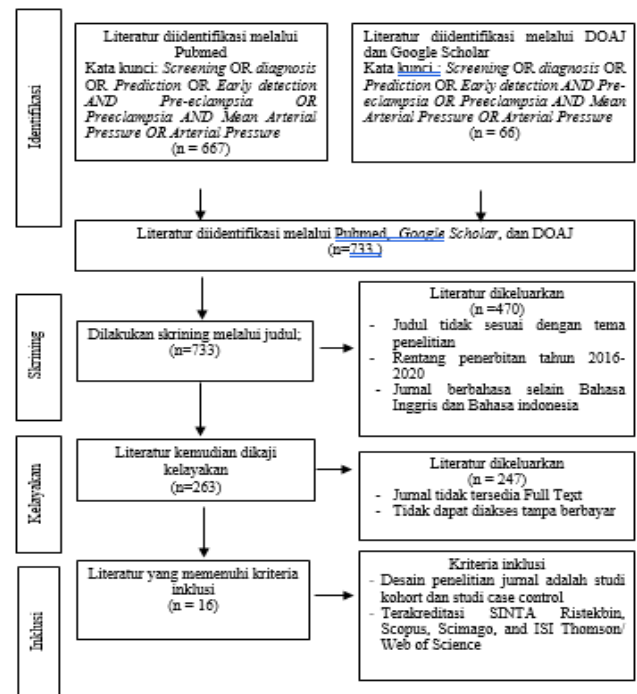 Identifikasi
Literatur diidentifikasi melalui
Pubmed
Kata kunci: Screening OR diagnosis
OR Prediction OR Early detection
AND Pre-eclampsia OR
Preeclampsia AND Mean Arterial
Pressure OR Arterial Pressure
(n = 667)
Literatur diidentifikasi melalui DOAJ
dan Google Scholar
Kata kunci : Screening OR diagnosis OR
Prediction OR Early detection AND Pre-
eclampsia OR Preeclampsia AND Mean
Arterial Pressure OR Arterial Pressure
(n = 66)
Literatur diidentifikasi melalui Pubmed, Google Scholar, dan DOAJ
(n=733 )
Skrining
Dilakukan skrining melalui judul;
(n=733)
Literatur dikeluarkan
(n =470)
- Judul tidak sesuai dengan tema
penelitian
- Rentang penerbitan tahun 2016-
2020
- Jurnal berbahasa selain Bahasa
Inggris dan Bahasa indonesia
Kelayakan
Literatur kemudian dikaji
kelayakan
(n=263)
Literatur dikeluarkan
(n = 247)
- Jurnal tidak tersedia Full Text
- Tidak dapat diakses tanpa berbayar
Inklusi
Literatur yang memenuhi kriteria
inklusi
(n = 16)
Kriteria inklusi
- Desain penelitian jurnal adalah studi
kohort dan studi case control
- Terakreditasi SINTA Ristekbin,
Scopus, Scimago, and ISI Thomson/
Web of Science